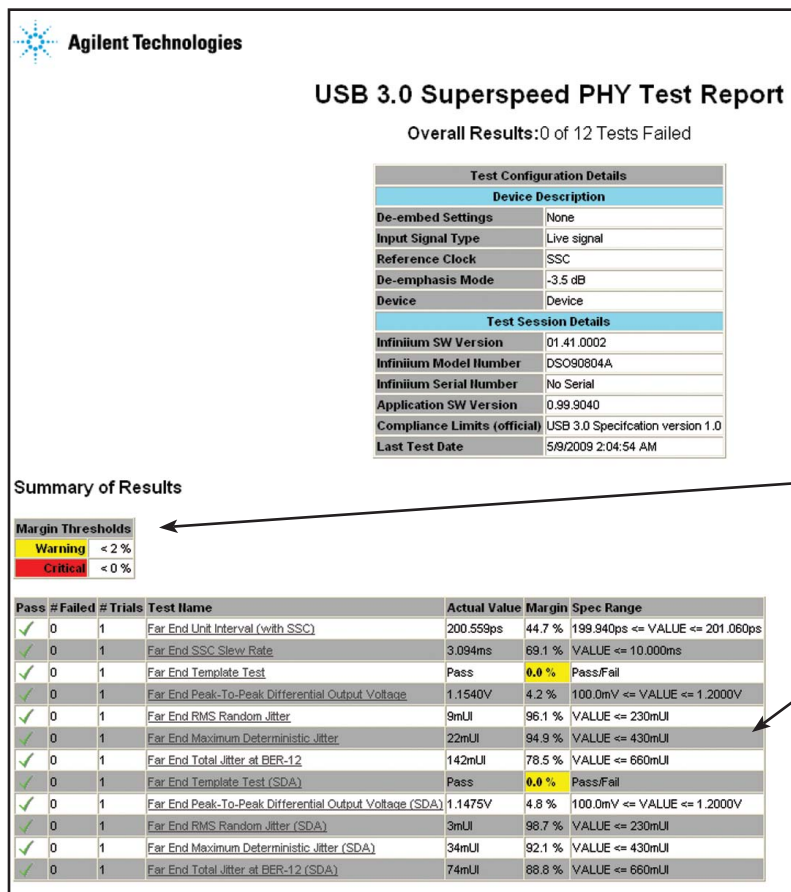 Agilent Technologies
USB 3.0 Superspeed PHY Test Report
Overall Results:0 of 12 Tests Failed
Test Configuration Details
Device Description
De-embed Settings None
Input Signal Type Live signal
Reference Clock SSC
De-emphasis Mode -3.5 dB
Device Device
Test Session Details
Infiniium SW Version 01.41.0002
Infiniium Model Number DSO90804A
Infiniium Serial Number No Serial
Application SW Version 0.99.9040
Compliance Limits (official) USB 3.0 Specifcation version 1.0
Last Test Date 5/9/2009 2:04:54 AM
Summary of Results
Margin Thresholds
Warning < 2 %
Critical < 0 %
Pass # Failed # Trials Test Name Actual Value Margin Spec Range
0 1 Far End Unit Interval (with SSC) 200.559ps 44.7 % 199.940ps <= VALUE <= 201.060ps
0 1 Far End SSC Slew Rate 3.094ms 69.1 % VALUE <= 10.000ms
0 1 Far End Template Test Pass 0.0 % Pass/Fail
0 1 Far End Peak-To-Peak Differential Output Voltage 1.1540V 4.2 % 100.0mV <= VALUE <= 1.2000V
0 1 Far End RMS Random Jitter 9mUI 96.1 % VALUE <= 230mUI
0 1 Far End Maximum Deterministic Jitter 22mUI 94.9 % VALUE <= 430mUI
0 1 Far End Total Jitter at BER-12 142mUI 78.5 % VALUE <= 660mUI
0 1 Far End Template Test (SDA) Pass 0.0 % Pass/Fail
0 1 Far End Peak-To-Peak Differential Output Voltage (SDA) 1.1475V 4.8 % 100.0mV <= VALUE <= 1.2000V
0 1 Far End RMS Random Jitter (SDA) 3mUI 98.7 % VALUE <= 230mUI
0 1 Far End Maximum Deterministic Jitter (SDA) 34mUI 92.1 % VALUE <= 430mUI
0 1 Far End Total Jitter at BER-12 (SDA) 74mUI 88.8 % VALUE <= 660mUI